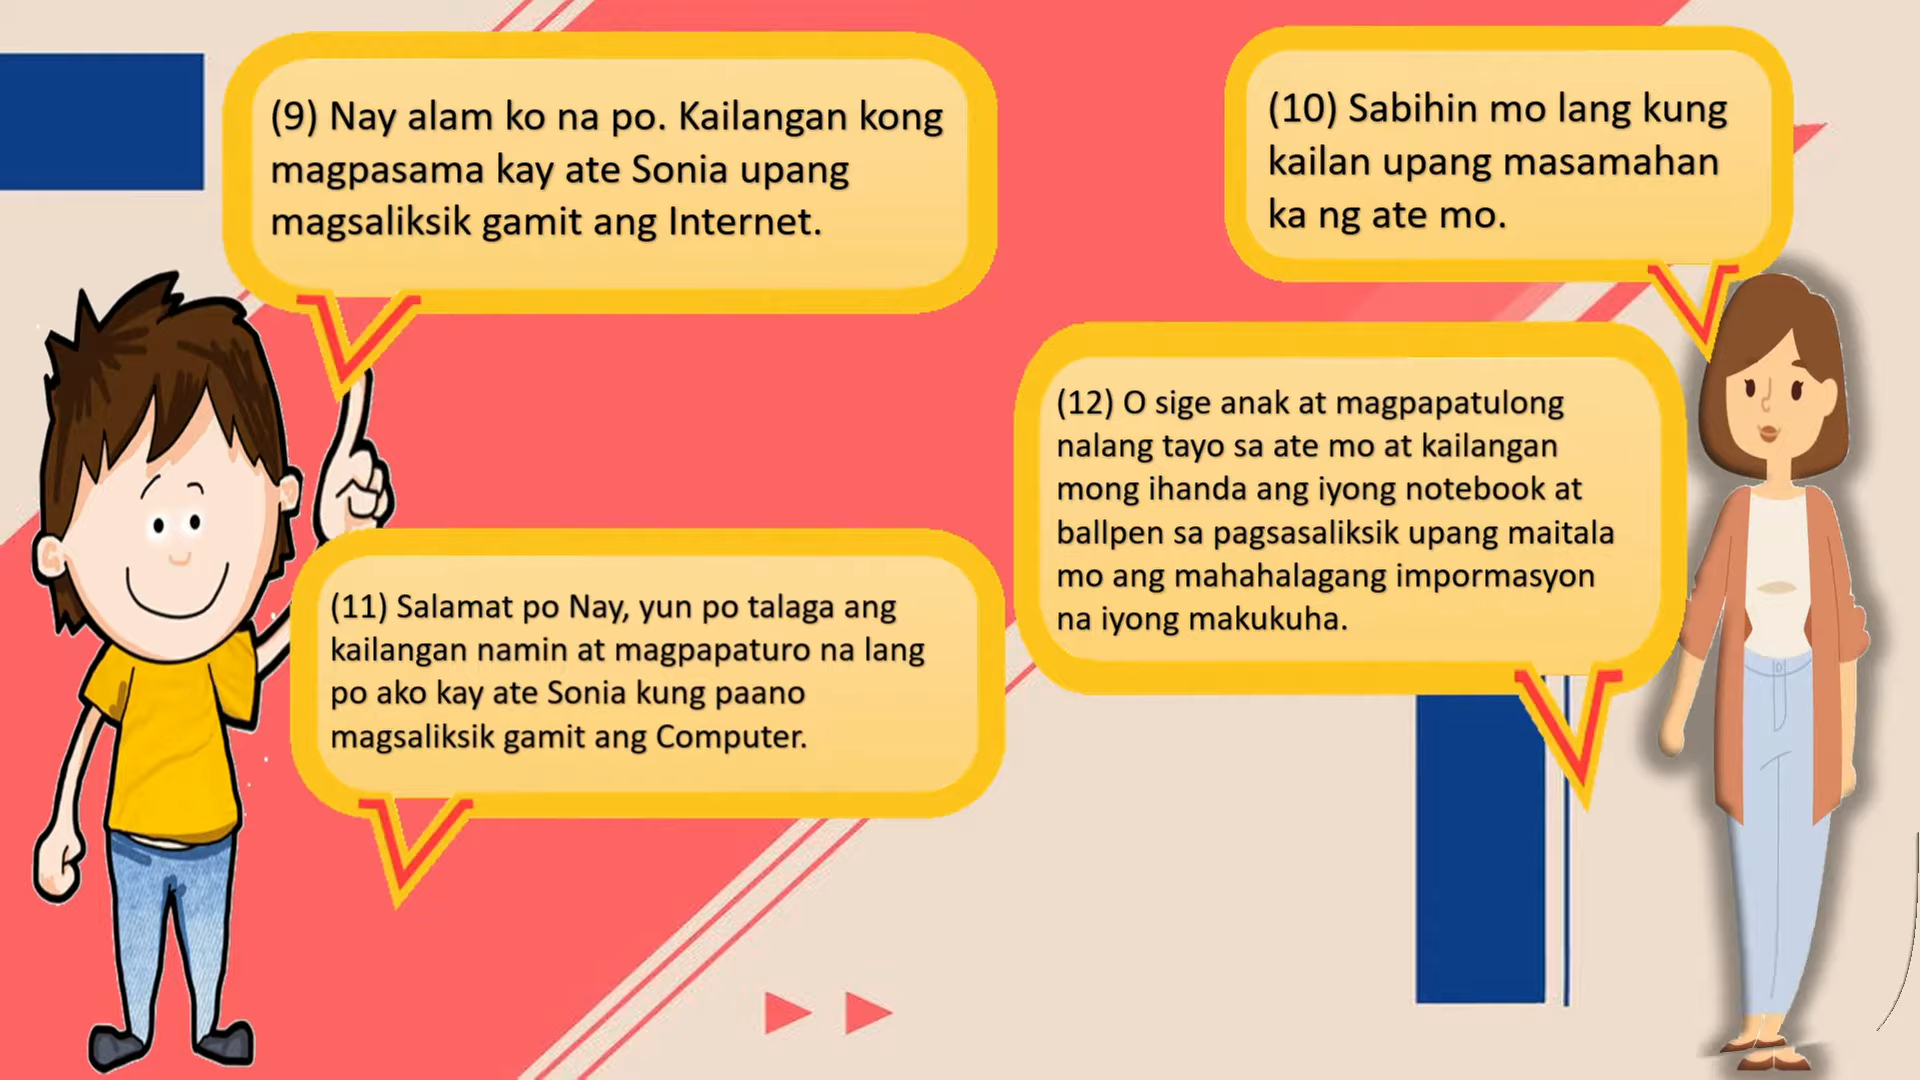 (9) Nay alam ko na po. Kailangan kong
magpasama kay ate Sonia upang
magsaliksik gamit ang Internet.
(10) Sabihin mo lang kung
kailan upang masamahan
ka ng ate mo.
(11) Salamat po Nay, yun po talaga ang
kailangan namin at magpapaturo na lang
po ako kay ate Sonia kung paano
magsaliksik gamit ang Computer.
(12) O sige anak at magpapatulong
nalang tayo sa ate mo at kailangan
mong ihanda ang iyong notebook at
ballpen sa pagsasaliksik upang maitala
mo ang mahahalagang impormasyon
na iyong makukuha.